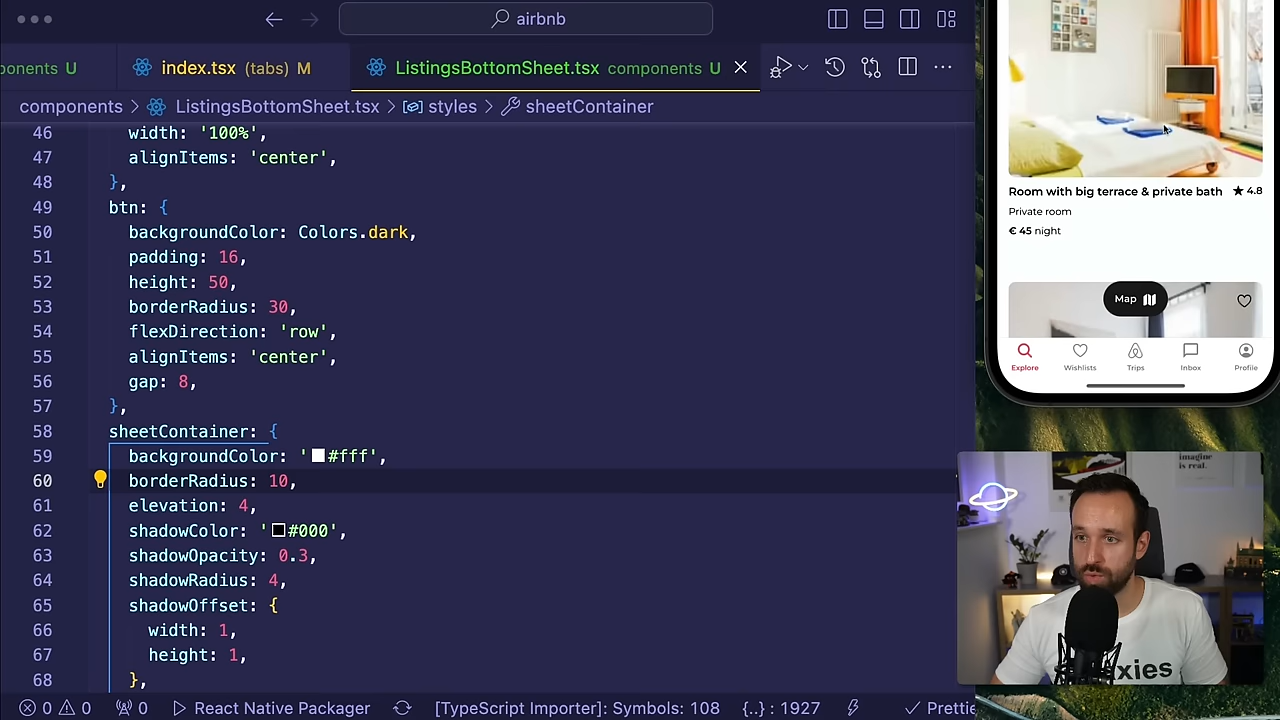 airbnb
ponents U
index.tsx (tabs) M
ListingsBottomSheet.tsx components U
components > ListingsBottomSheet.tsx > styles > sheetContainer
46 width: '100%',
47 alignItems: 'center',
48 },
49 btn: {
50 backgroundColor: Colors.dark,
51 padding: 16,
52 height: 50,
53 borderRadius: 30,
54 flexDirection: 'row',
55 alignItems: 'center',
56 gap: 8,
57 },
58 sheetContainer: {
59 backgroundColor: '#fff',
60 borderRadius: 10,
61 elevation: 4,
62 shadowColor: '#000',
63 shadowOpacity: 0.3,
64 shadowRadius: 4,
65 shadowOffset: {
66 width: 1,
67 height: 1,
68 },
0 0 0 React Native Packager [TypeScript Importer]: Symbols: 108 {..} : 1927 Prettie
Room with big terrace & private bath ★ 4.8
Private room
€ 45 night
Map
Explore Wishlists Trips Inbox Profile
imagine
is real.
axies